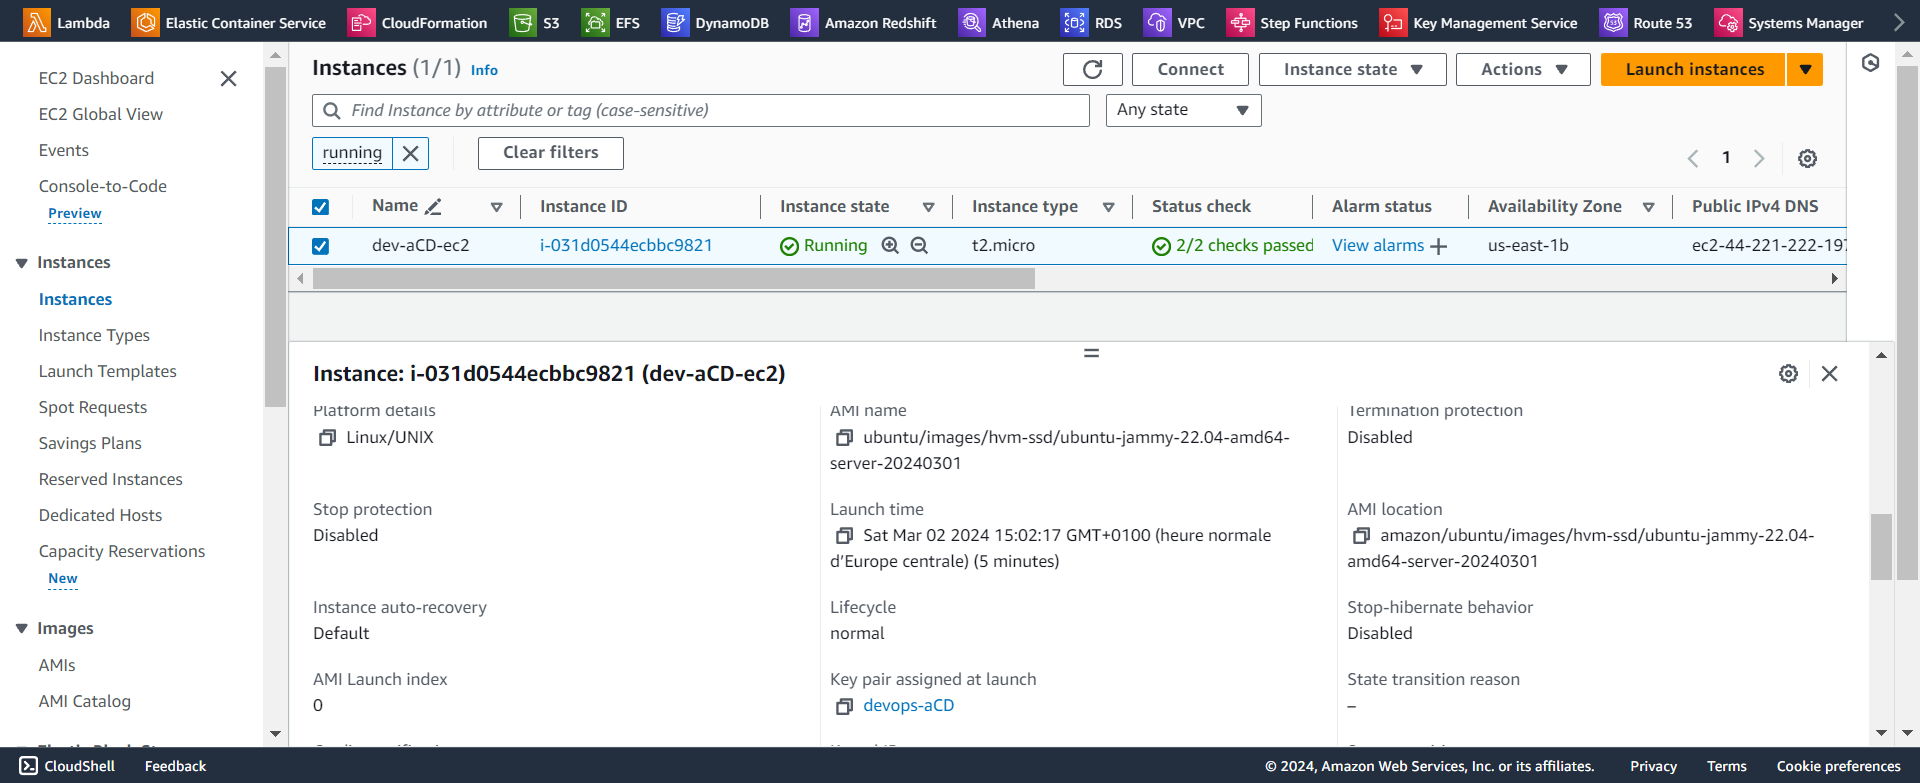 Lambda
Elastic Container Service
CloudFormation
S3
EFS
DynamoDB
Amazon Redshift
Athena
RDS
VPC
Step Functions
Key Management Service
Route 53
Systems Manager
EC2 Dashboard
EC2 Global View
Events
Console-to-Code
Preview
Instances
Instances
Instance Types
Launch Templates
Spot Requests
Savings Plans
Reserved Instances
Dedicated Hosts
Capacity Reservations
New
Images
AMIs
AMI Catalog
Instances (1/1) Info
Connect
Instance state
Actions
Launch instances
Find Instance by attribute or tag (case-sensitive)
Any state
running
Clear filters
1
Name
Instance ID
Instance state
Instance type
Status check
Alarm status
Availability Zone
Public IPv4 DNS
dev-aCD-ec2
i-031d0544ecbbc9821
Running
t2.micro
2/2 checks passed
View alarms
us-east-1b
ec2-44-221-222-197
Instance: i-031d0544ecbbc9821 (dev-aCD-ec2)
Platform details
Linux/UNIX
AMI name
ubuntu/images/hvm-ssd/ubuntu-jammy-22.04-amd64-
server-20240301
Termination protection
Disabled
Stop protection
Disabled
Launch time
Sat Mar 02 2024 15:02:17 GMT+0100 (heure normale
d’Europe centrale) (5 minutes)
AMI location
amazon/ubuntu/images/hvm-ssd/ubuntu-jammy-22.04-
amd64-server-20240301
Instance auto-recovery
Default
Lifecycle
normal
Stop-hibernate behavior
Disabled
AMI Launch index
0
Key pair assigned at launch
devops-aCD
State transition reason
–
CloudShell
Feedback
© 2024, Amazon Web Services, Inc. or its affiliates.
Privacy
Terms
Cookie preferences